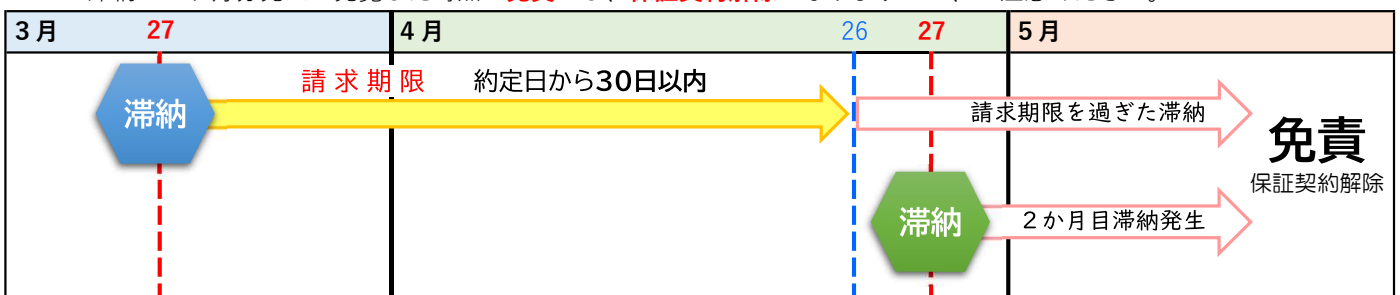 3月 27 4月 26 27 5月
請求期限 約定日から30日以内
滞納
請求期限を過ぎた滞納
免責
保証契約解除
滞納
2か月目滞納発生